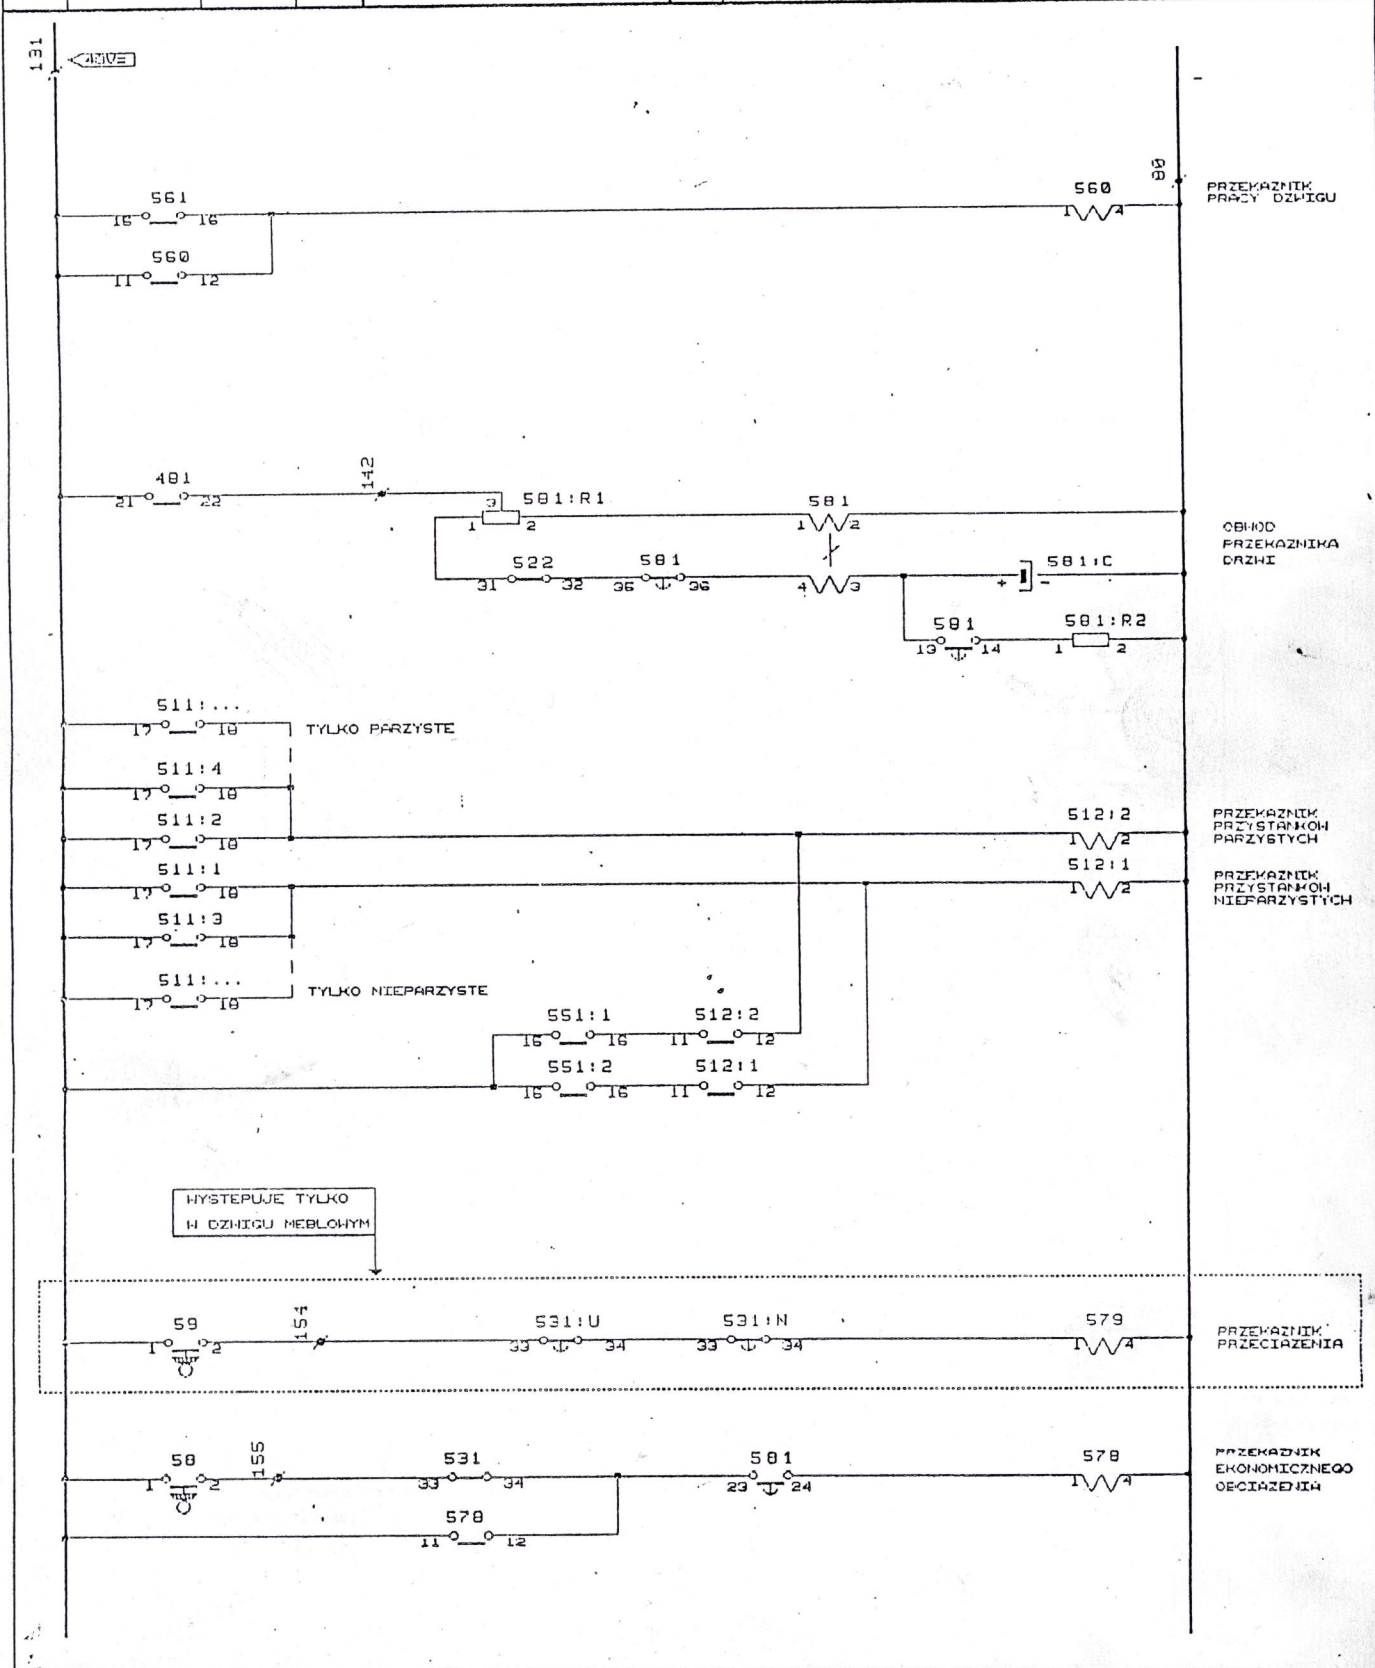 131
561
15 16
560
11 12
560
1 4
80
PRZEKAZNIK
PRACY DZWIGU
481
21 22
142
3
581:R1
1 2
581
1 2
522
31 32
581
35 36
4 3
581:C
+ -
581
13 14
581:R2
1 2
OBWOD
PRZEKAZNIKA
DRZWI
511:...
17 18
TYLKO PARZYSTE
511:4
17 18
511:2
17 18
512:2
1 2
PRZEKAZNIK
PRZYSTANKOW
PARZYSTYCH
511:1
17 18
512:1
1 2
PRZEKAZNIK
PRZYSTANKOW
NIEPARZYSTYCH
511:3
17 18
511:...
17 18
TYLKO NIEPARZYSTE
551:1
15 16
512:2
11 12
551:2
15 16
512:1
11 12
WYSTEPUJE TYLKO
W DZWIGU MEBLOWYM
59
1 2
154
531:U
33 34
531:N
33 34
579
1 4
PRZEKAZNIK
PRZECIAZENIA
58
1 2
155
531
33 34
581
23 24
578
1 4
PRZEKAZNIK
EKONOMICZNEGO
OBCIAZENIA
578
11 12